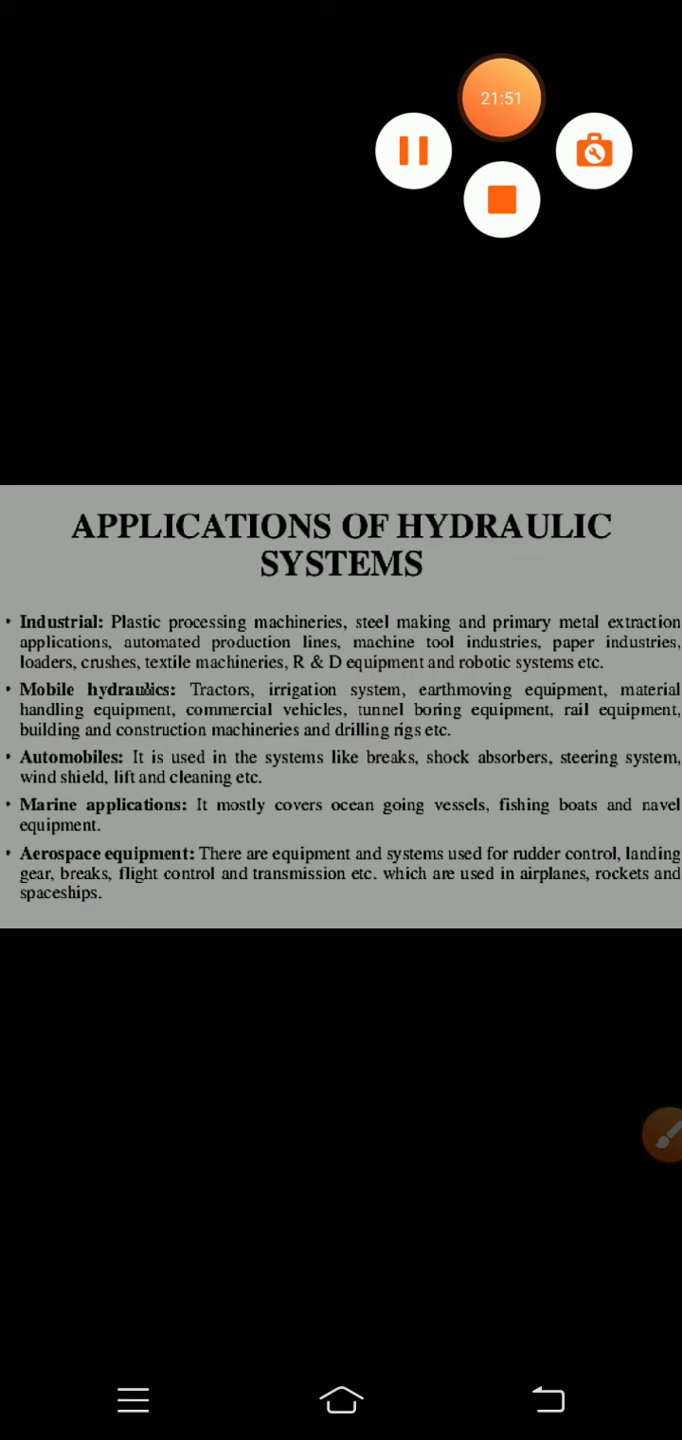 21:51
APPLICATIONS OF HYDRAULIC
SYSTEMS
• Industrial: Plastic processing machineries, steel making and primary metal extraction
applications, automated production lines, machine tool industries, paper industries,
loaders, crushes, textile machineries, R & D equipment and robotic systems etc.
• Mobile hydraulics: Tractors, irrigation system, earthmoving equipment, material
handling equipment, commercial vehicles, tunnel boring equipment, rail equipment,
building and construction machineries and drilling rigs etc.
• Automobiles: It is used in the systems like breaks, shock absorbers, steering system,
wind shield, lift and cleaning etc.
• Marine applications: It mostly covers ocean going vessels, fishing boats and navel
equipment.
• Aerospace equipment: There are equipment and systems used for rudder control, landing
gear, breaks, flight control and transmission etc. which are used in airplanes, rockets and
spaceships.